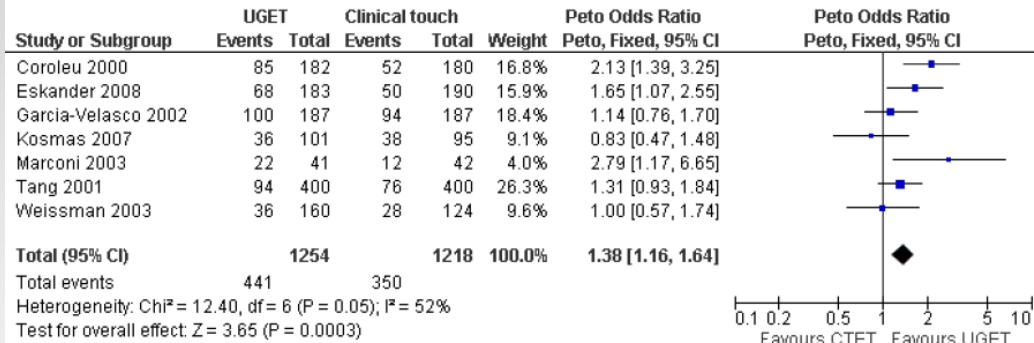 UGET Clinical touch Peto Odds Ratio Peto Odds Ratio
Study or Subgroup Events Total Events Total Weight Peto, Fixed, 95% CI Peto, Fixed, 95% CI
Coroleu 2000 85 182 52 180 16.8% 2.13 [1.39, 3.25]
Eskander 2008 68 183 50 190 15.9% 1.65 [1.07, 2.55]
Garcia-Velasco 2002 100 187 94 187 18.4% 1.14 [0.76, 1.70]
Kosmas 2007 36 101 38 95 9.1% 0.83 [0.47, 1.48]
Marconi 2003 22 41 12 42 4.0% 2.79 [1.17, 6.65]
Tang 2001 94 400 76 400 26.3% 1.31 [0.93, 1.84]
Weissman 2003 36 160 28 124 9.6% 1.00 [0.57, 1.74]
Total (95% CI) 1254 1218 100.0% 1.38 [1.16, 1.64]
Total events 441 350
Heterogeneity: Chi² = 12.40, df = 6 (P = 0.05); I² = 52%
Test for overall effect: Z = 3.65 (P = 0.0003)
0.1 0.2 0.5 1 2 5 10
Favours CTET Favours UGET